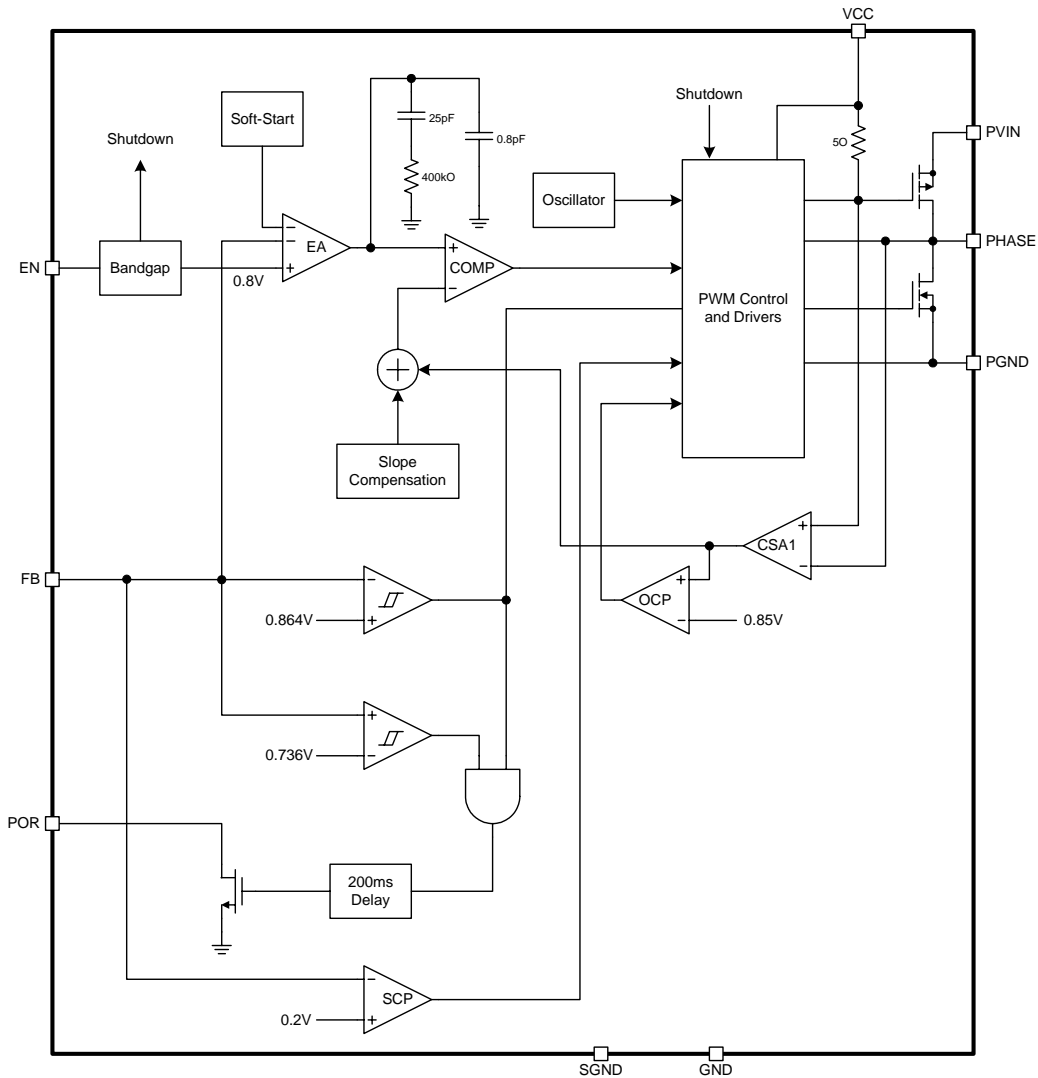 VCC
Soft-Start
25pF
0.8pF
Shutdown
Shutdown
5O
PVIN
400kO
Oscillator
−
−
+
EA
+
−
COMP
PHASE
EN
Bandgap
0.8V
PWM Control
and Drivers
PGND
Slope
Compensation
+
−
CSA1
FB
−
+
0.864V
+
−
OCP
0.85V
+
−
0.736V
POR
200ms
Delay
−
+
SCP
0.2V
SGND
GND